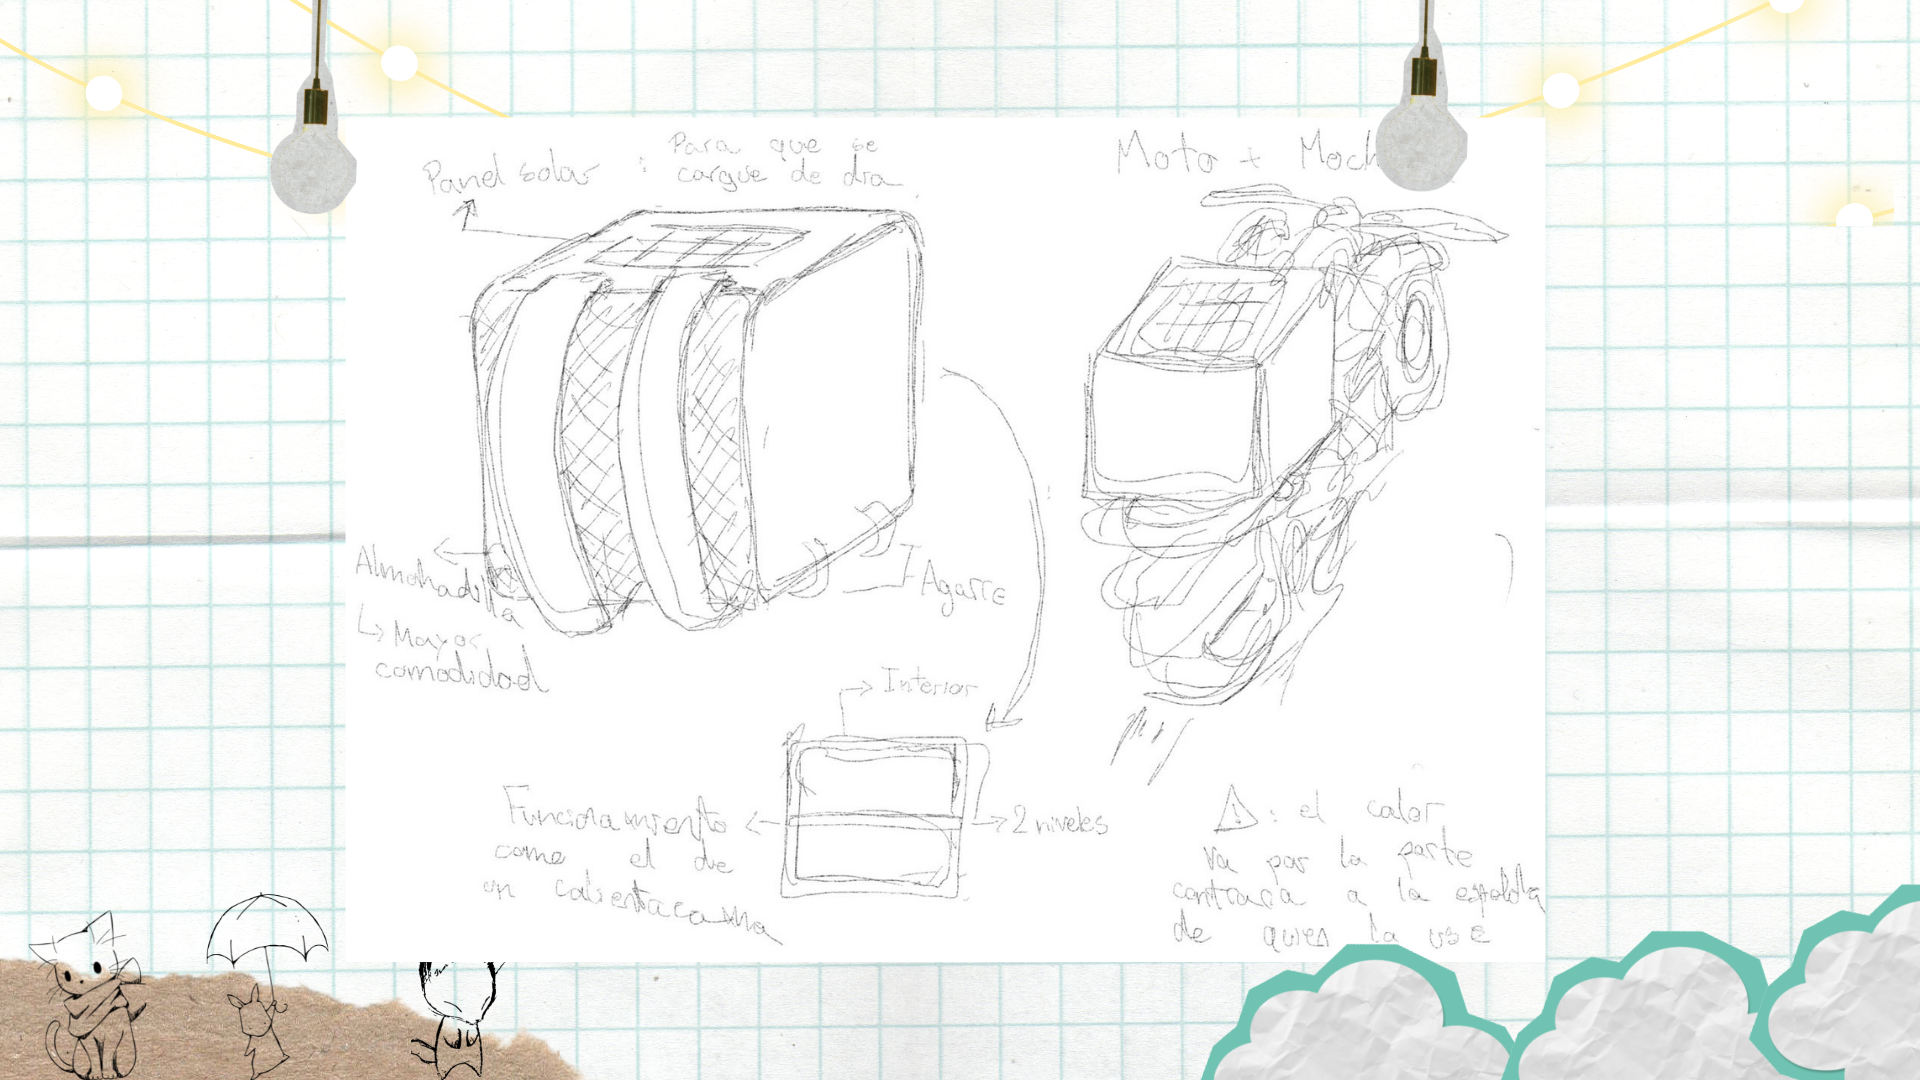 Panel solar :
Para que se
cargue de dia
Moto + Moch
Almohadilla
↳ Mayor
comodidad
Agarre
Interior
Funcionamiento
como el de
un calientacama
2 niveles
⚠: el calor
va por la parte
contraria a la espalda
de quien la use